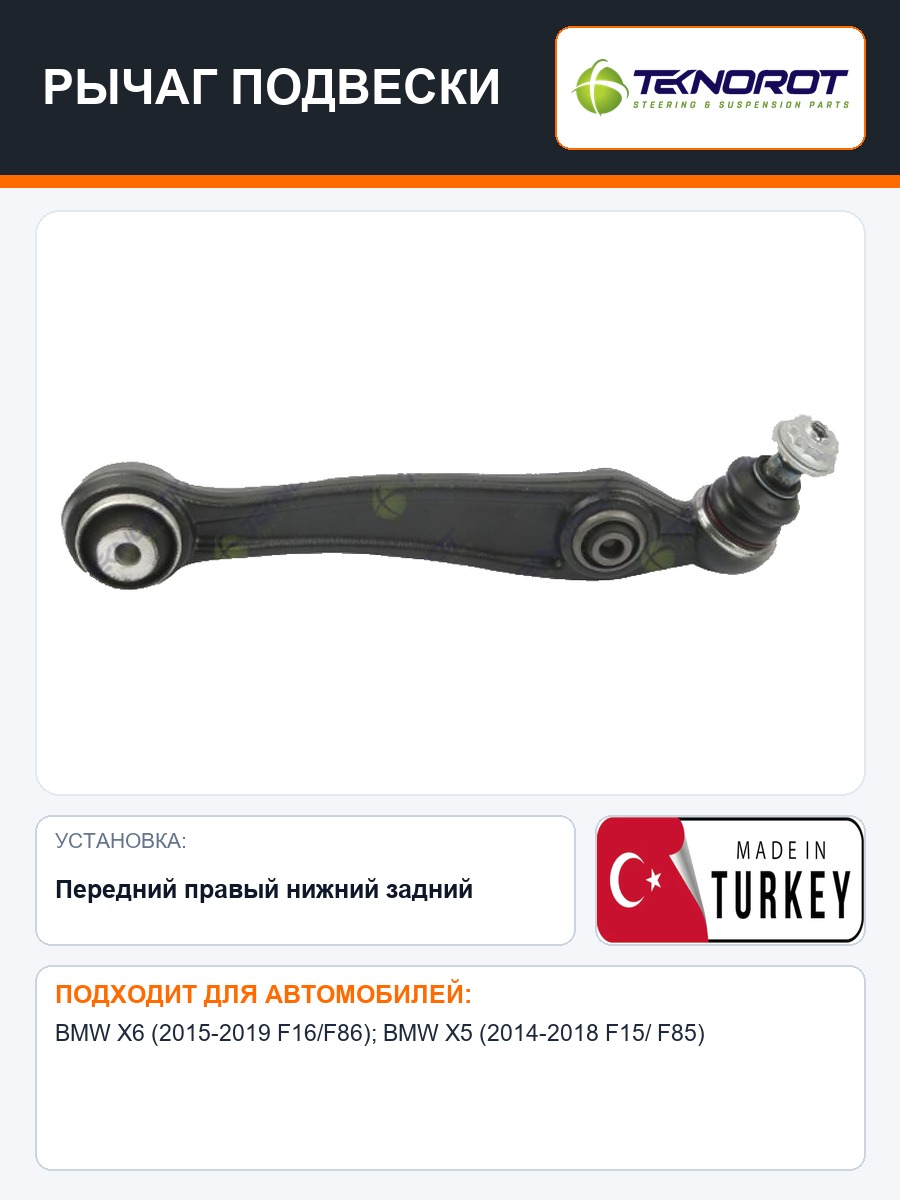 РЫЧАГ ПОДВЕСКИ
TEKNOROT
STEERING & SUSPENSION PARTS
УСТАНОВКА:
Передний правый нижний задний
MADE IN
TURKEY
ПОДХОДИТ ДЛЯ АВТОМОБИЛЕЙ:
BMW X6 (2015-2019 F16/F86); BMW X5 (2014-2018 F15/ F85)